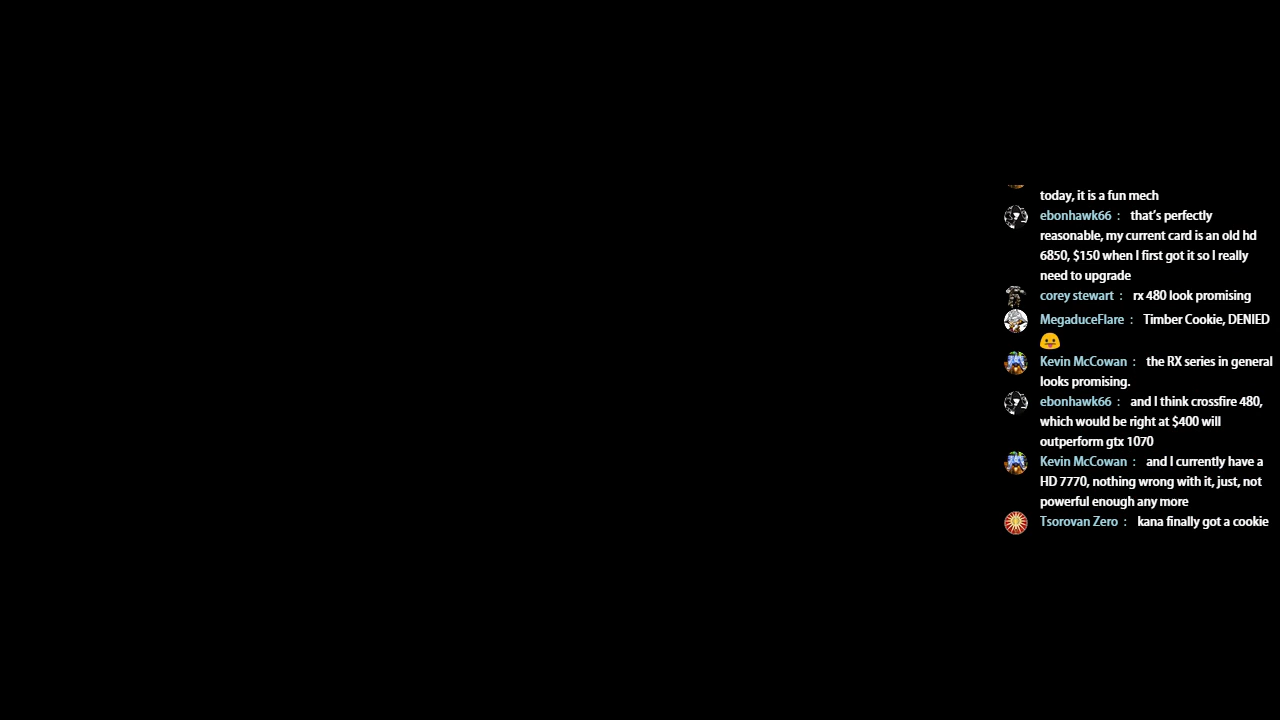 today, it is a fun mech
ebonhawk66 : that's perfectly
reasonable, my current card is an old hd
6850, $150 when I first got it so I really
need to upgrade
corey stewart : rx 480 look promising
MegaduceFlare : Timber Cookie, DENIED
😛
Kevin McCowan : the RX series in general
looks promising.
ebonhawk66 : and I think crossfire 480,
which would be right at $400 will
outperform gtx 1070
Kevin McCowan : and I currently have a
HD 7770, nothing wrong with it, just, not
powerful enough any more
Tsorovan Zero : kana finally got a cookie